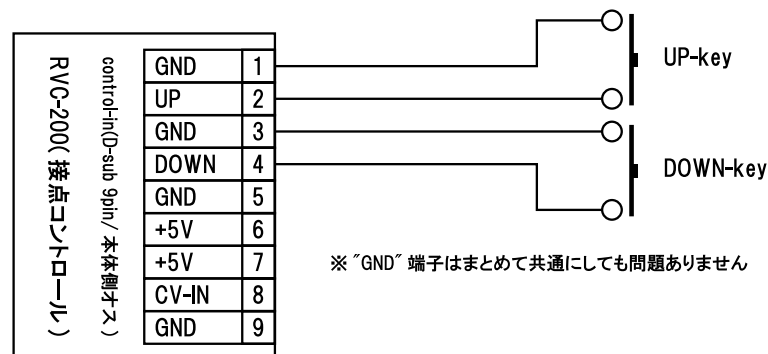 RVC-200( 接点コントロール )
control-in(D-sub 9pin/ 本体側オス )
GND 1
UP 2
GND 3
DOWN 4
GND 5
+5V 6
+5V 7
CV-IN 8
GND 9
UP-key
DOWN-key
※ "GND" 端子はまとめて共通にしても問題ありません